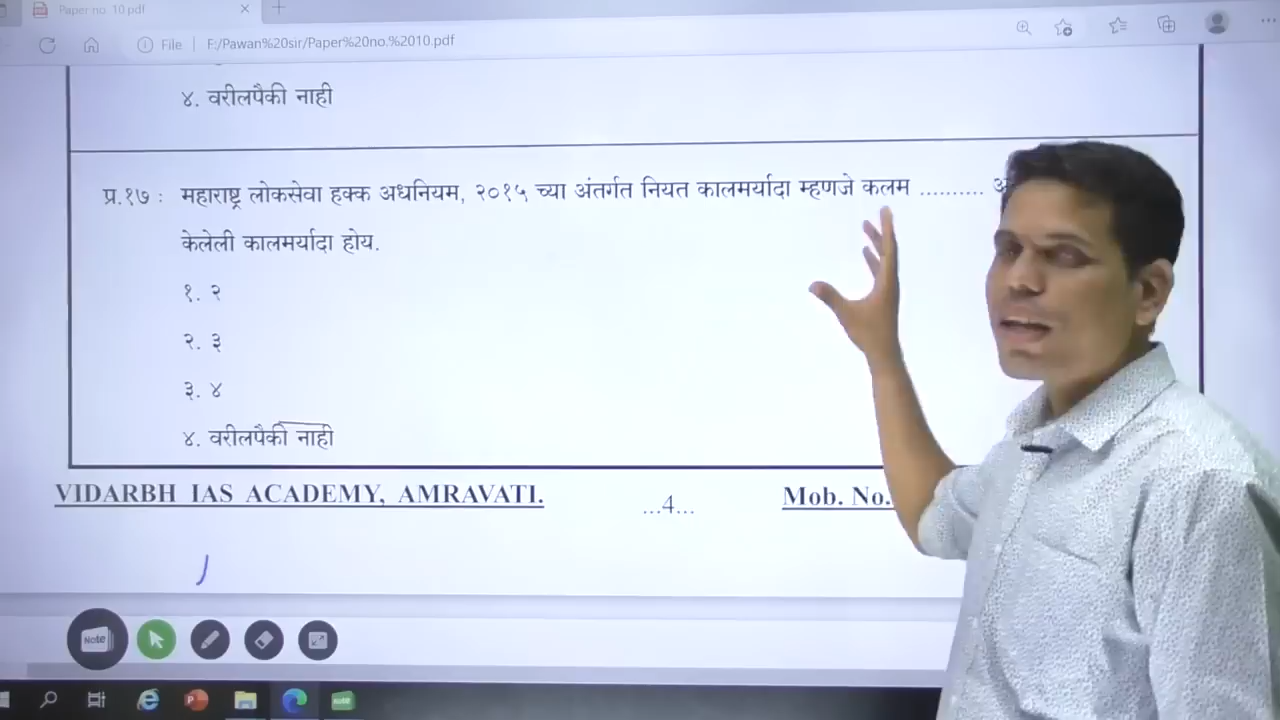 Paper no. 10.pdf
File F:/Pawan%20sir/Paper%20no.%2010.pdf
४. वरीलपैकी नाही
प्र.१७ : महाराष्ट्र लोकसेवा हक्क अधनियम, २०१५ च्या अंतर्गत नियत कालमर्यादा म्हणजे कलम ..........
केलेली कालमर्यादा होय.
१. २
२. ३
३. ४
४. वरीलपैकी नाही
VIDARBH IAS ACADEMY, AMRAVATI. ...4... Mob. No.
Note